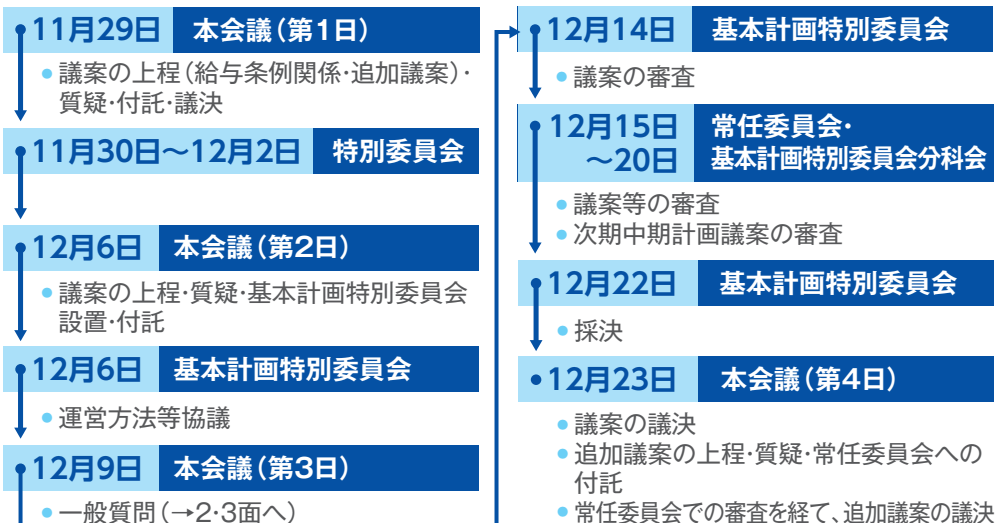 11月29日 本会議（第1日）
●議案の上程（給与条例関係・追加議案）・
質疑・付託・議決
11月30日～12月2日 特別委員会
12月6日 本会議（第2日）
●議案の上程・質疑・基本計画特別委員会
設置・付託
12月6日 基本計画特別委員会
●運営方法等協議
12月9日 本会議（第3日）
●一般質問（→2・3面へ）
12月14日 基本計画特別委員会
●議案の審査
12月15日 常任委員会・
～20日 基本計画特別委員会分科会
●議案等の審査
●次期中期計画議案の審査
12月22日 基本計画特別委員会
●採決
12月23日 本会議（第4日）
●議案の議決
●追加議案の上程・質疑・常任委員会への
付託
●常任委員会での審査を経て、追加議案の議決